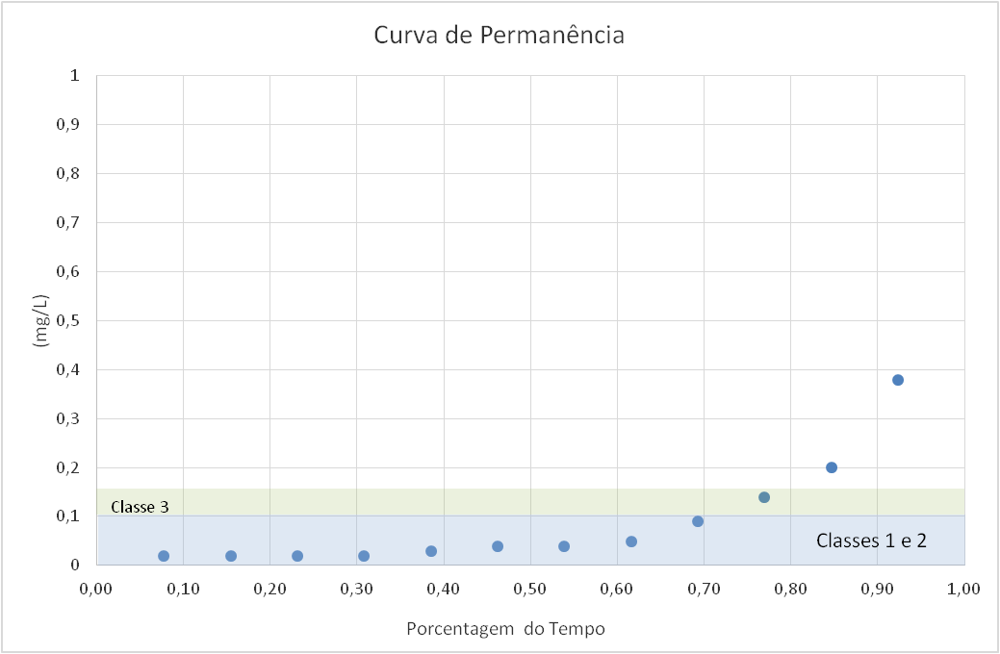 Curva de Permanência
1
0,9
0,8
0,7
0,6
0,5
0,4
0,3
0,2
0,1
0
(mg/L)
Classe 3
Classes 1 e 2
0,00 0,10 0,20 0,30 0,40 0,50 0,60 0,70 0,80 0,90 1,00
Porcentagem do Tempo